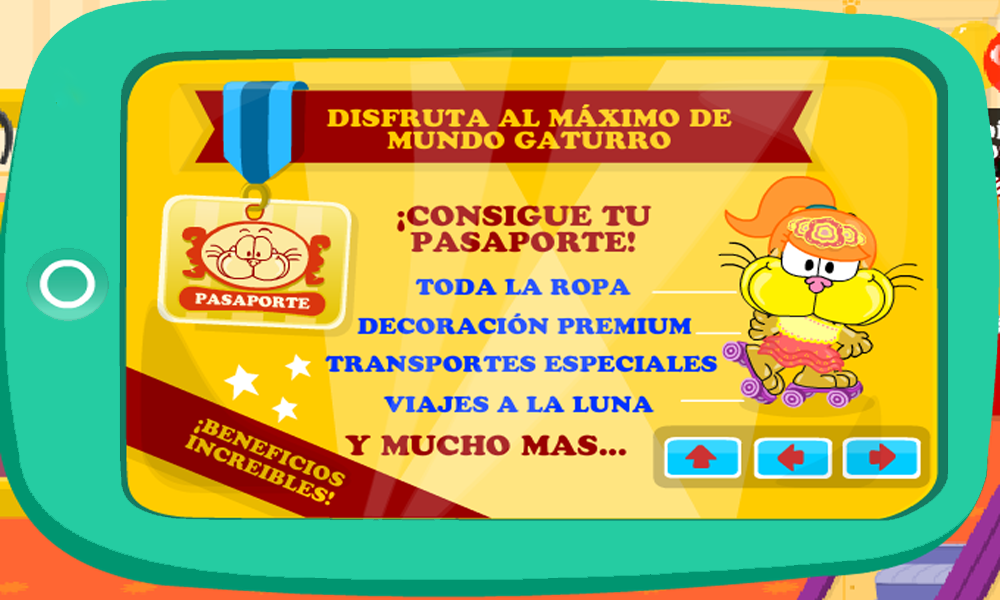 DISFRUTA AL MÁXIMO DE
MUNDO GATURRO
¡CONSIGUE TU
PASAPORTE!
PASAPORTE
TODA LA ROPA
DECORACIÓN PREMIUM
TRANSPORTES ESPECIALES
VIAJES A LA LUNA
Y MUCHO MAS...
¡BENEFICIOS
INCREIBLES!